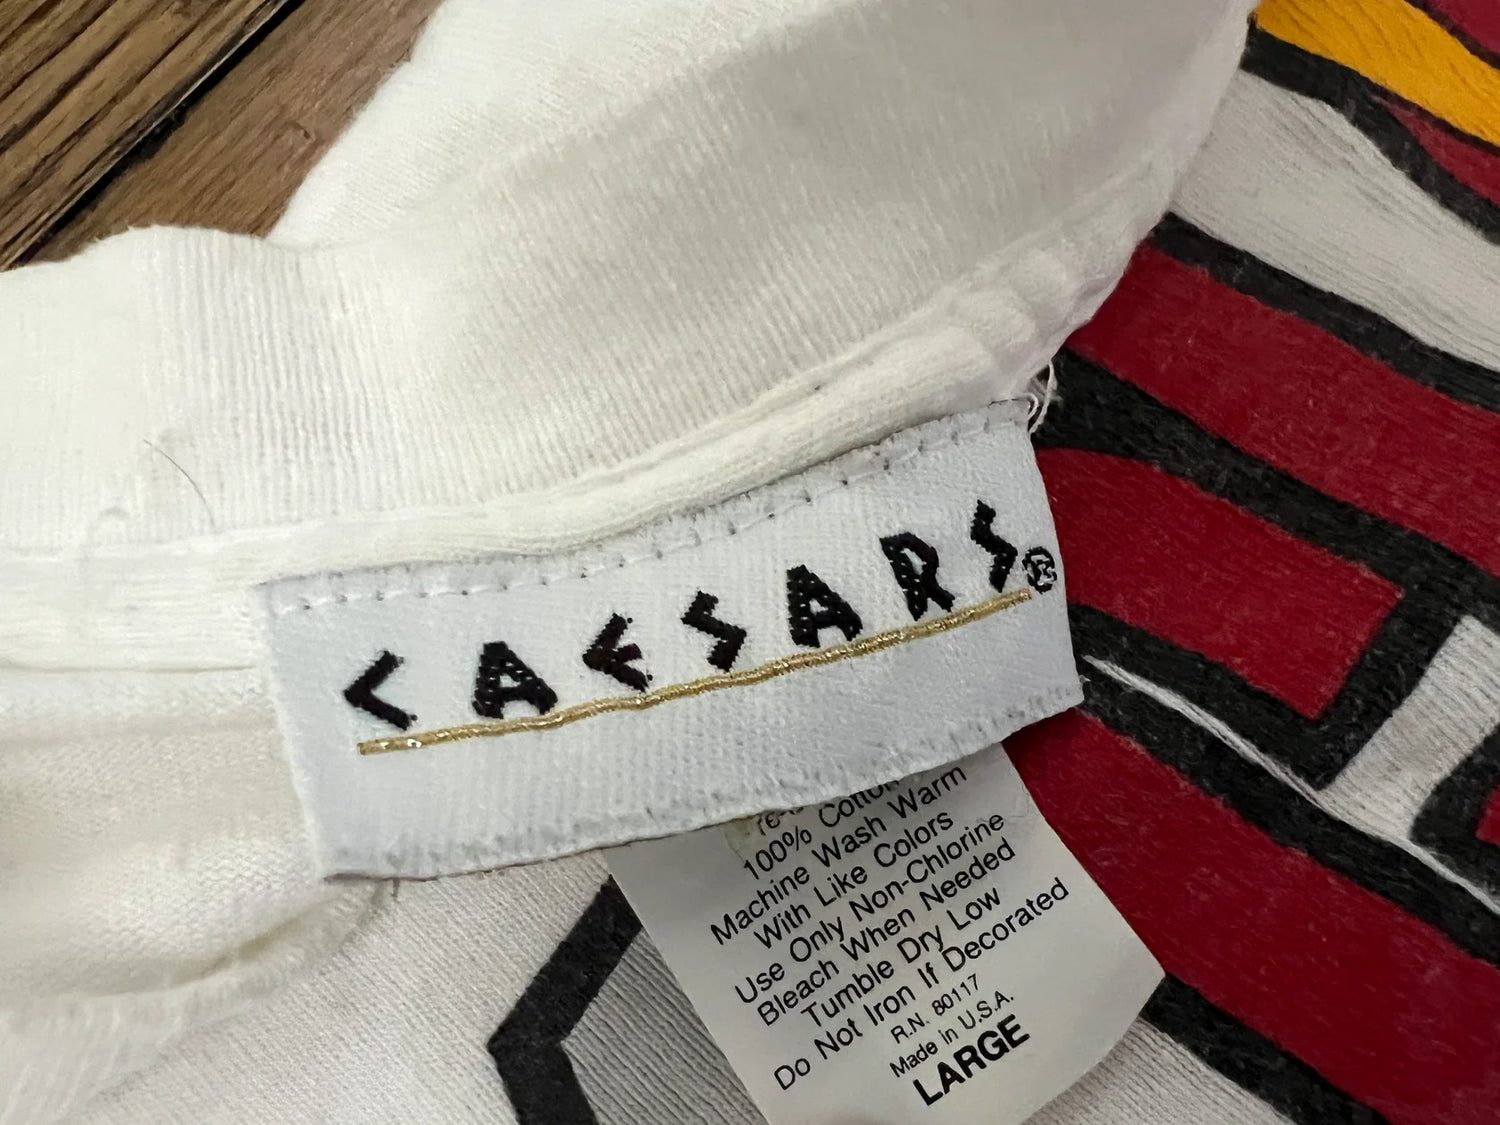 CAESARS®
100% Cotton
Machine Wash Warm
With Like Colors
Use Only Non-Chlorine
Bleach When Needed
Tumble Dry Low
Do Not Iron If Decorated
R.N. 80117
Made in U.S.A.
LARGE